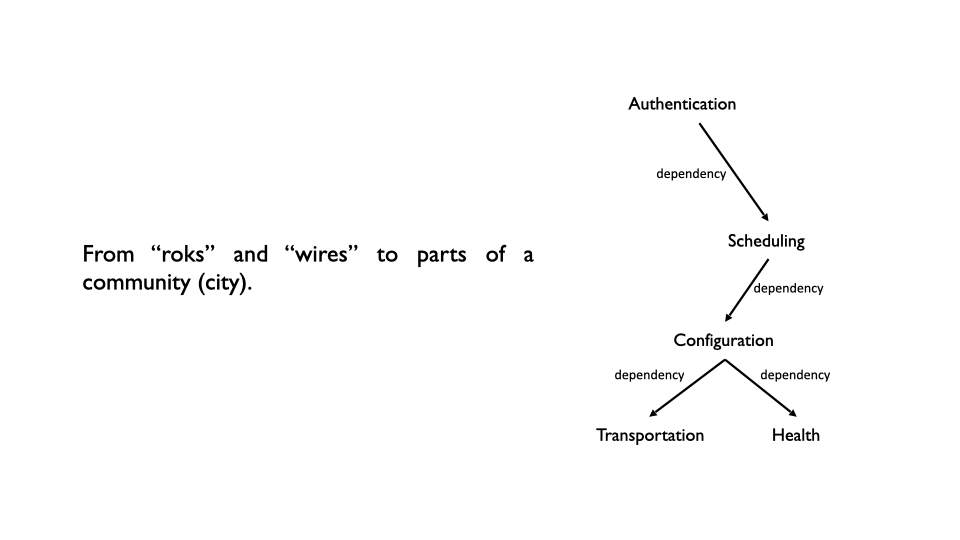 Authentication
dependency
From “roks” and “wires” to parts of a
community (city).
Scheduling
dependency
Configuration
dependency
dependency
Transportation
Health